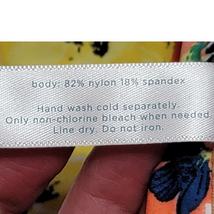 body: 82% nylon 18% spandex
Hand wash cold separately.
Only non-chlorine bleach when needed.
Line dry. Do not iron.